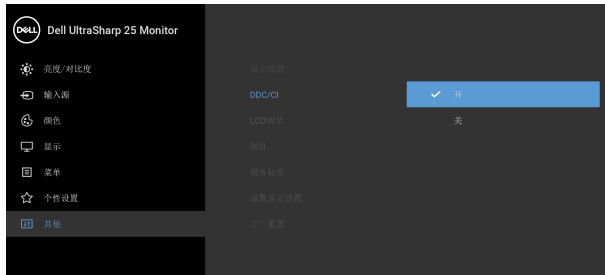 DELL Dell UltraSharp 25 Monitor
亮度/对比度
输入源
颜色
显示
菜单
个性设置
其他
显示信息
DDC/CI
LCD调节
固件
服务标签
重置其它设置
工厂重置
开
关